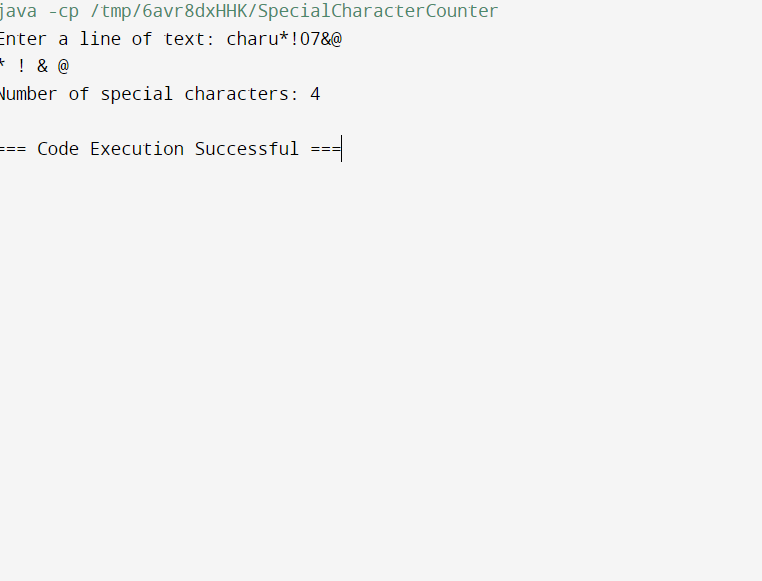 java -cp /tmp/6avr8dxHHK/SpecialCharacterCounter
Enter a line of text: charu*!07&@
* ! & @
Number of special characters: 4
=== Code Execution Successful ===